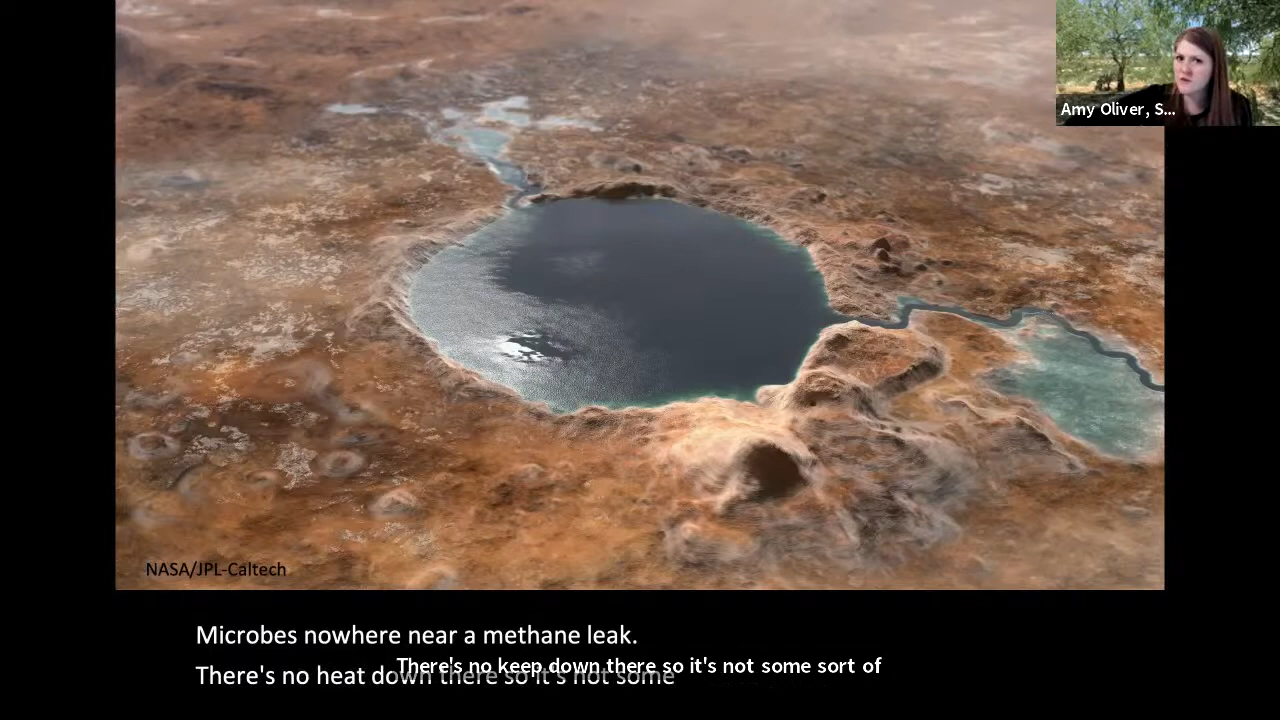 Amy Oliver, S...
NASA/JPL-Caltech
Microbes nowhere near a methane leak.
There's no heat down there so it's not some
There's no keep down there so it's not some sort of